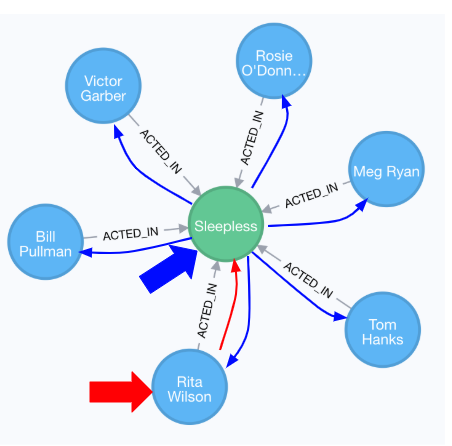 Rosie
O'Donn...
Victor
Garber
ACTED_IN
ACTED_IN
Meg Ryan
ACTED_IN
Sleepless
Bill
Pullman
ACTED_IN
ACTED_IN
ACTED_IN
Tom
Hanks
Rita
Wilson